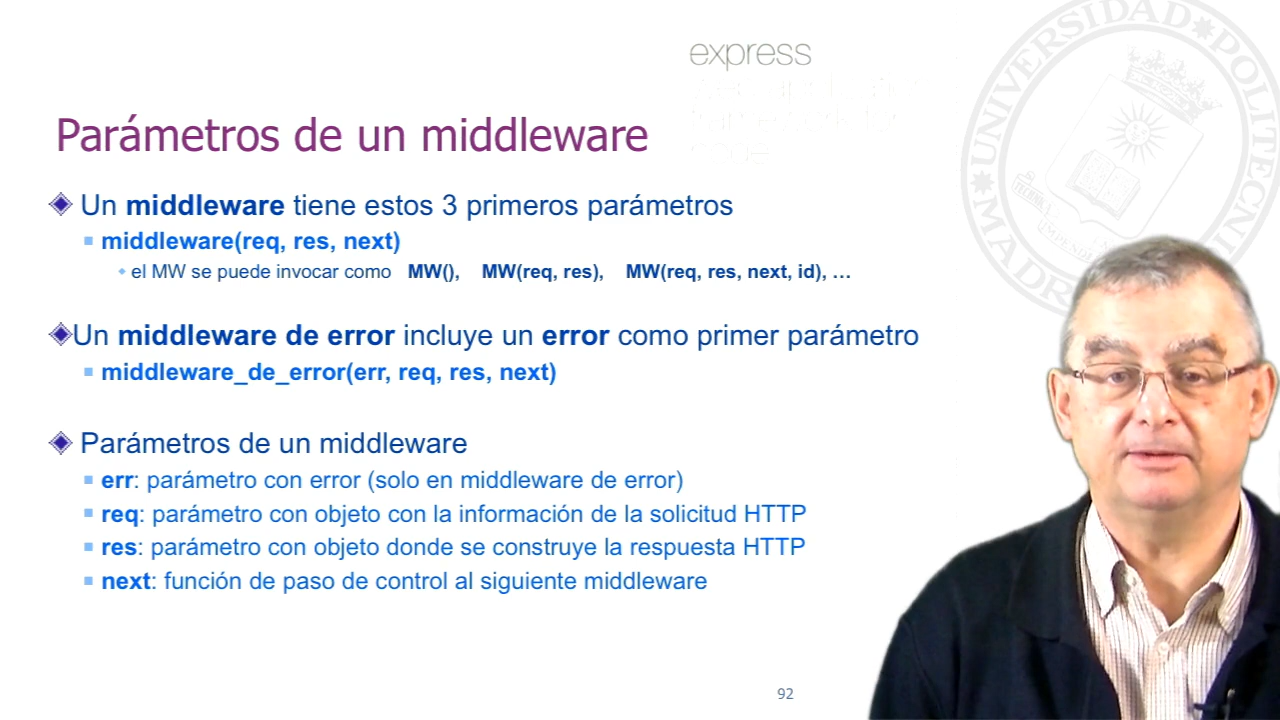 express
Parámetros de un middleware
Un middleware tiene estos 3 primeros parámetros
middleware(req, res, next)
el MW se puede invocar como MW(), MW(req, res), MW(req, res, next, id), …
Un middleware de error incluye un error como primer parámetro
middleware_de_error(err, req, res, next)
Parámetros de un middleware
err: parámetro con error (solo en middleware de error)
req: parámetro con objeto con la información de la solicitud HTTP
res: parámetro con objeto donde se construye la respuesta HTTP
next: función de paso de control al siguiente middleware
92
UNIVERSIDAD POLITÉCNI
MADR